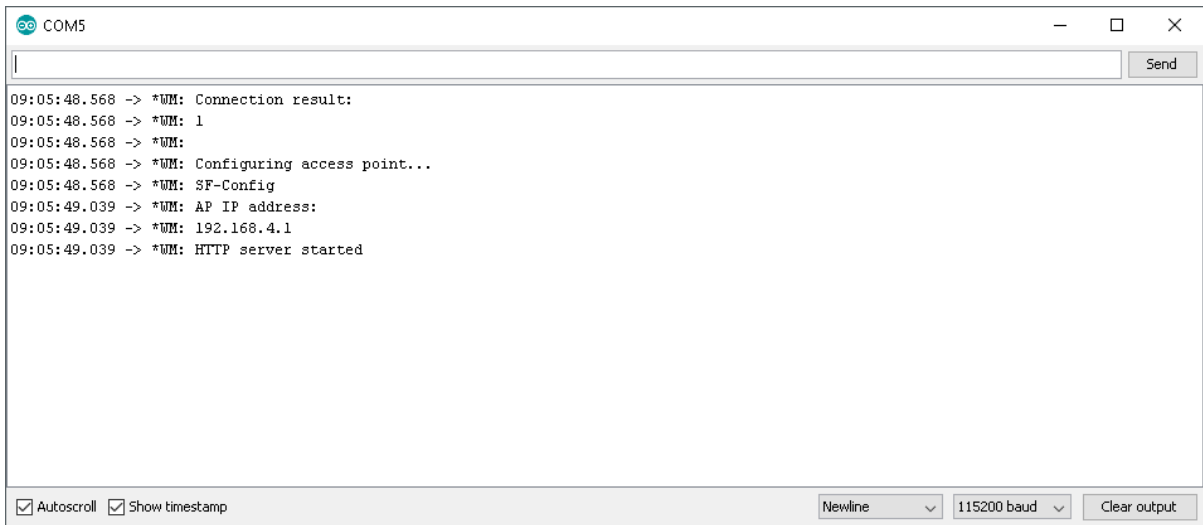 COM5
Send
09:05:48.568 -> *WM: Connection result:
09:05:48.568 -> *WM: 1
09:05:48.568 -> *WM:
09:05:48.568 -> *WM: Configuring access point...
09:05:48.568 -> *WM: SF-Config
09:05:49.039 -> *WM: AP IP address:
09:05:49.039 -> *WM: 192.168.4.1
09:05:49.039 -> *WM: HTTP server started
Autoscroll Show timestamp Newline 115200 baud Clear output